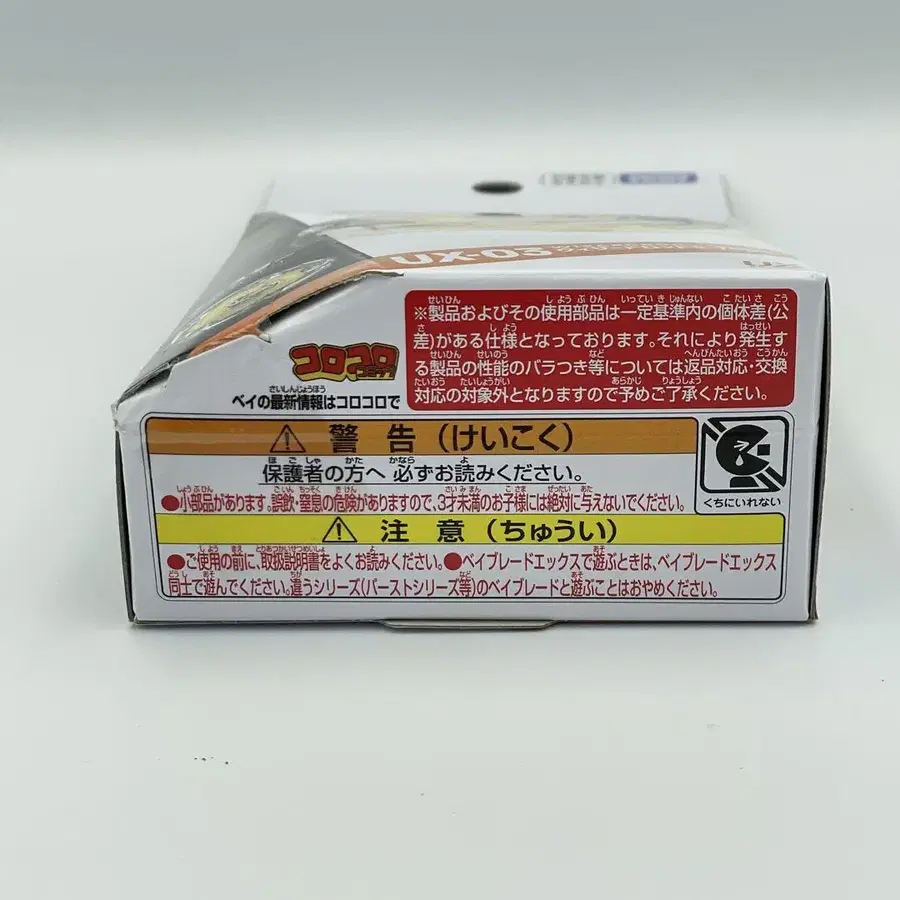 UX-03
※製品およびその使用部品は一定基準内の個体差(公
差)がある仕様となっております。それにより発生す
る製品の性能のバラつき等については返品対応・交換
対応の対象外となりますので予めご了承ください。
コロコロ
コミック
さいしんじょうほう
ベイの最新情報はコロコロで
⚠ 警告(けいこく)
保護者の方へ 必ずお読みください。
●小部品があります。誤飲・窒息の危険がありますので、3才未満のお子様には絶対に与えないでください。
くちにいれない
⚠ 注意(ちゅうい)
●ご使用の前に、取扱説明書をよくお読みください。●ベイブレードエックスで遊ぶときは、ベイブレードエックス
同士で遊んでください。違うシリーズ(バーストシリーズ等)のベイブレードと遊ぶことはおやめください。